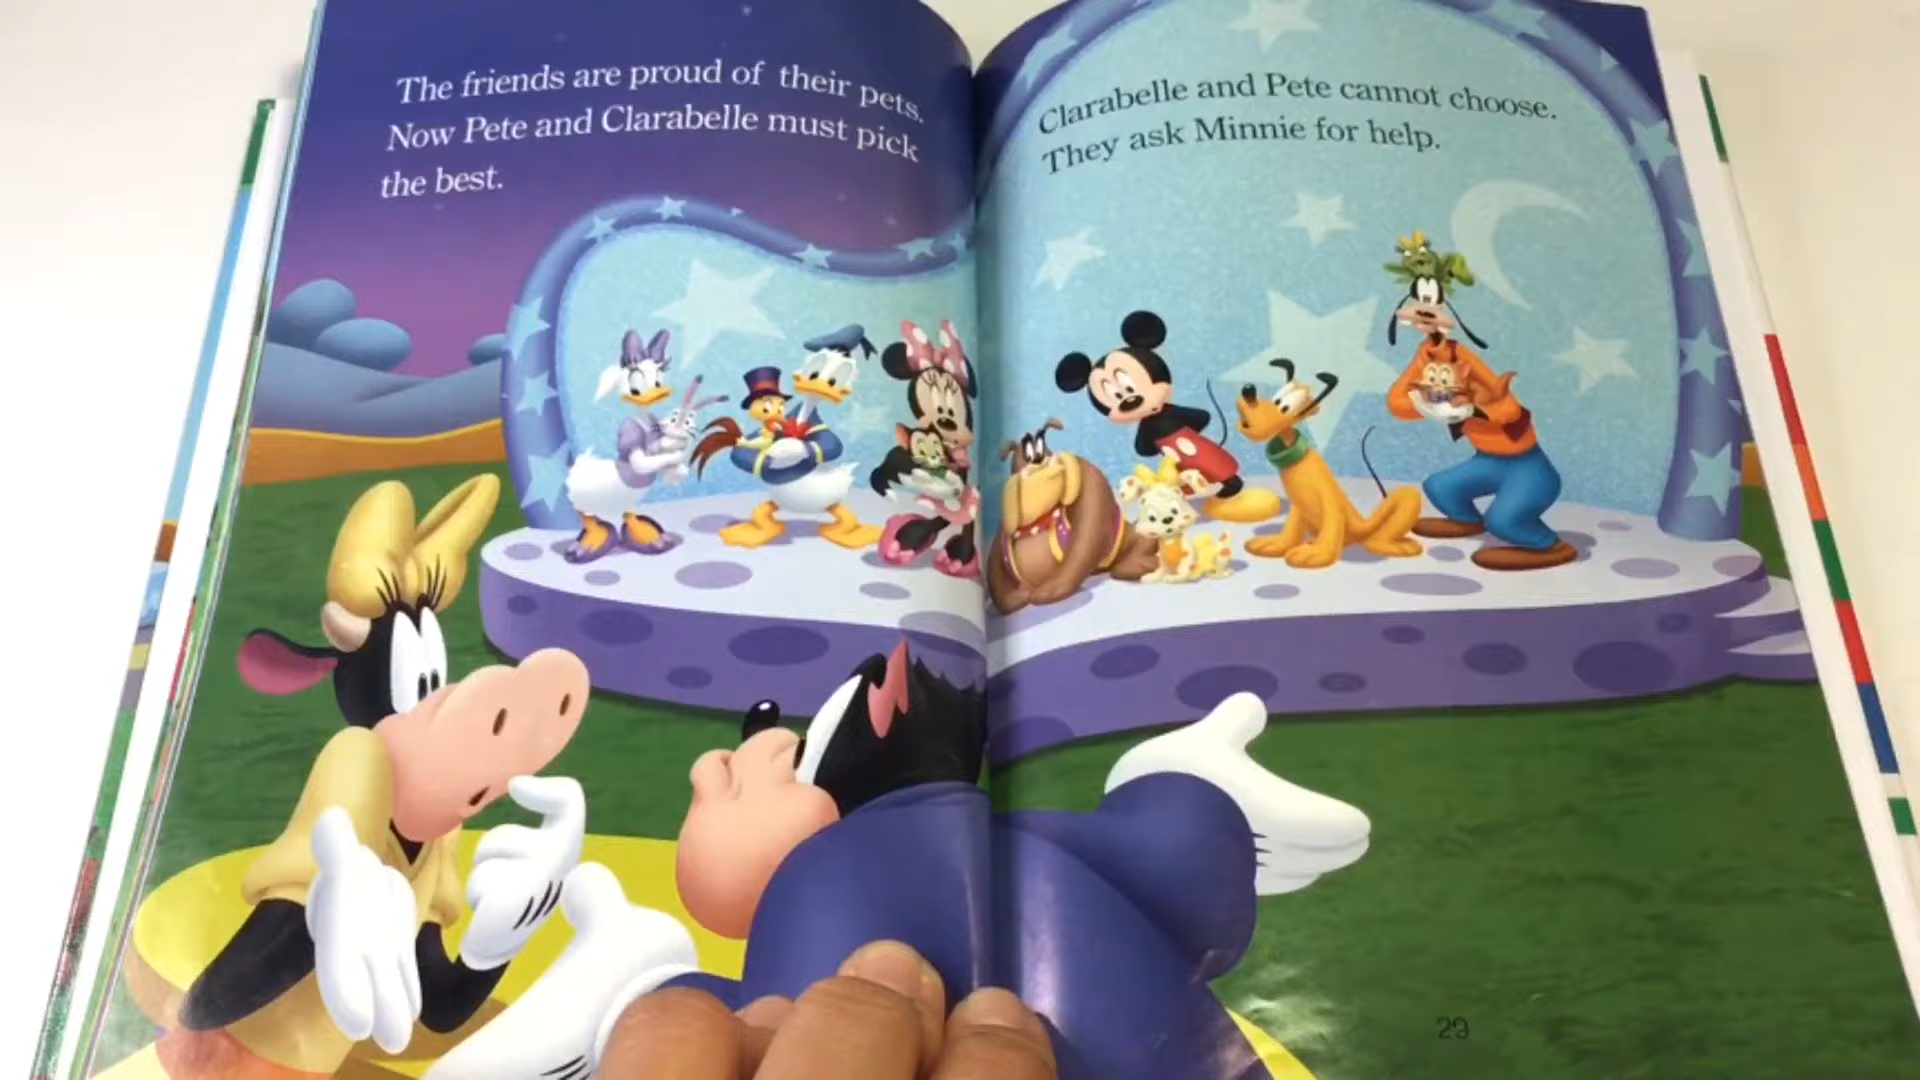 The friends are proud of their pets.
Now Pete and Clarabelle must pick
the best.
Clarabelle and Pete cannot choose.
They ask Minnie for help.
29